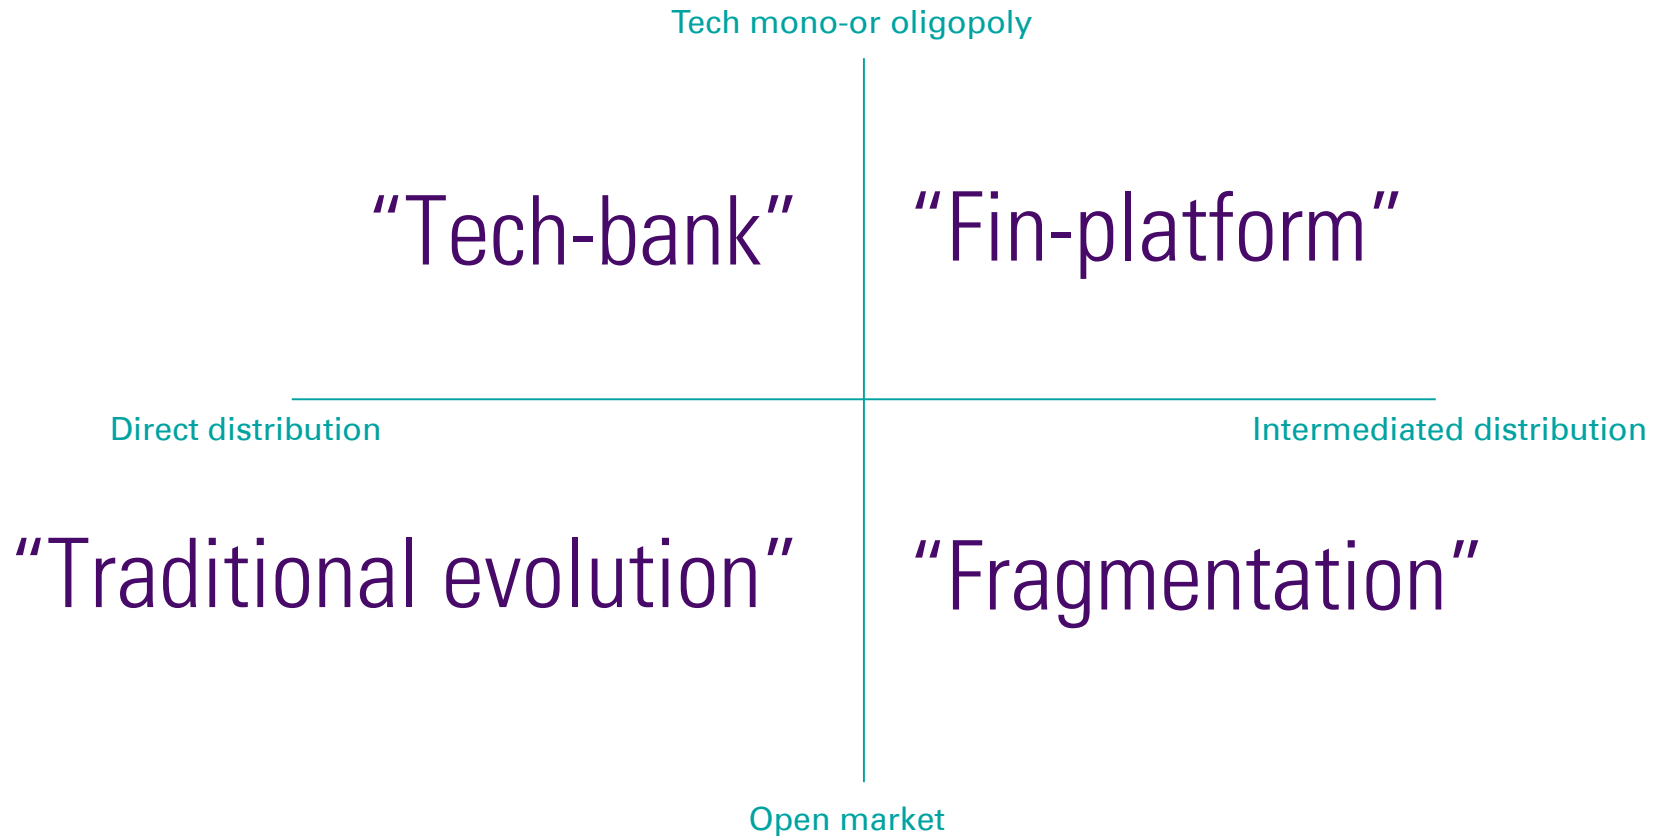 Tech mono-or oligopoly
“Tech-bank”
“Fin-platform”
Direct distribution
Intermediated distribution
“Traditional evolution”
“Fragmentation”
Open market